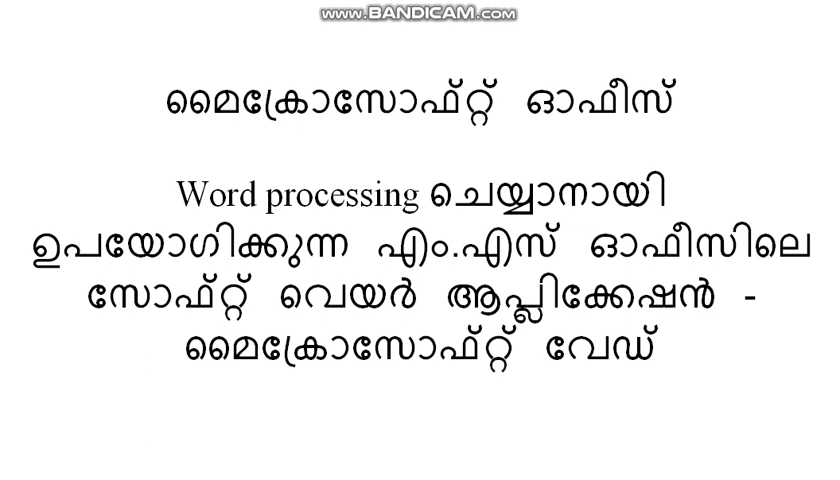 www.BANDICAM.com
മൈക്രോസോഫ്റ്റ് ഓഫീസ്
Word processing ചെയ്യാനായി
ഉപയോഗിക്കുന്ന എം.എസ് ഓഫീസിലെ
സോഫ്റ്റ് വെയർ ആപ്ലിക്കേഷൻ -
മൈക്രോസോഫ്റ്റ് വേഡ്